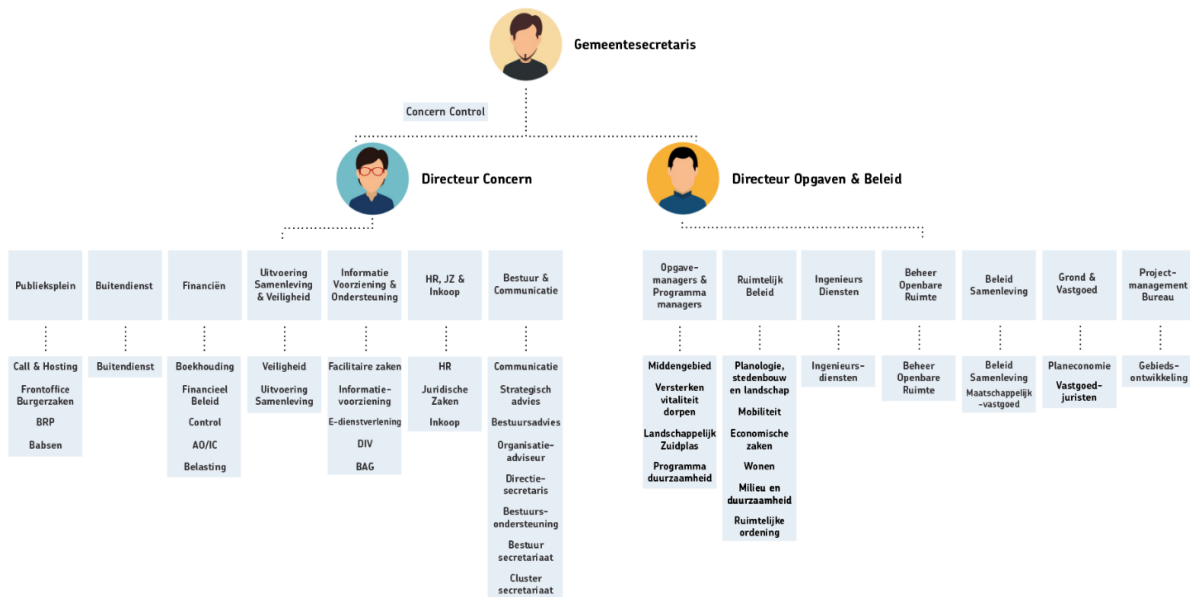 Gemeentesecretaris
Concern Control
Directeur Concern
Directeur Opgaven & Beleid
Publieksplein
Buitendienst
Financiën
Uitvoering
Samenleving
& Veiligheid
Informatie
Voorziening &
Ondersteuning
HR, JZ &
Inkoop
Bestuur &
Communicatie
Opgave-
managers &
Programma
managers
Ruimtelijk
Beleid
Ingenieurs
Diensten
Beheer
Openbare
Ruimte
Beleid
Samenleving
Grond &
Vastgoed
Project-
management
Bureau
Call & Hosting
Frontoffice
Burgerzaken
BRP
Babsen
Buitendienst
Boekhouding
Financieel
Beleid
Control
AO/IC
Belasting
Veiligheid
Uitvoering
Samenleving
Facilitaire zaken
Informatie-
voorziening
E-dienstverlening
DIV
BAG
HR
Juridische
Zaken
Inkoop
Communicatie
Strategisch
advies
Bestuursadvies
Organisatie-
adviseur
Directie-
secretaris
Bestuurs-
ondersteuning
Bestuur
secretariaat
Cluster
secretariaat
Middengebied
Versterken
vitaliteit
dorpen
Landschappelijk
Zuidplas
Programma
duurzaamheid
Planologie,
stedenbouw
en landschap
Mobiliteit
Economische
zaken
Wonen
Milieu en
duurzaamheid
Ruimtelijke
ordening
Ingenieurs-
diensten
Beheer
Openbare
Ruimte
Beleid
Samenleving
Maatschappelijk
-vastgoed
Planeconomie
Vastgoed-
juristen
Gebieds-
ontwikkeling